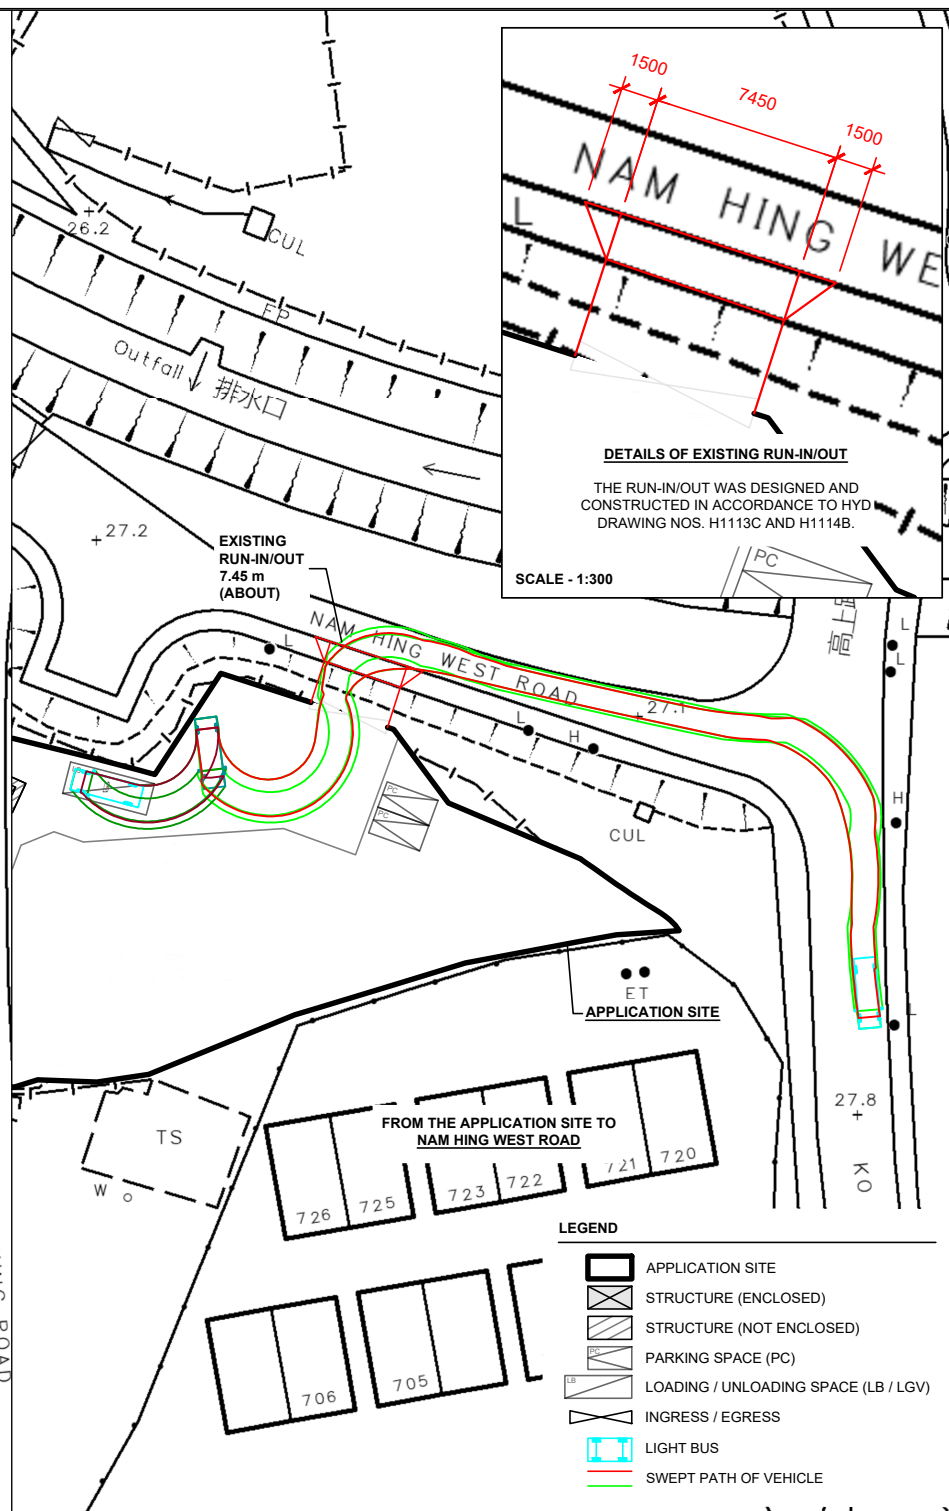 1500
7450
1500
NAM HING WE
L
DETAILS OF EXISTING RUN-IN/OUT
THE RUN-IN/OUT WAS DESIGNED AND
CONSTRUCTED IN ACCORDANCE TO HYD
DRAWING NOS. H1113C AND H1114B.
SCALE - 1:300
PC
26.2
CUL
FP
Outfall
排水口
27.2
EXISTING
RUN-IN/OUT
7.45 m
(ABOUT)
L
NAM HING WEST ROAD
27.1
L
L
L
H
H
CUL
PC
PC
L
ET
APPLICATION SITE
27.8
KO
TS
W
FROM THE APPLICATION SITE TO
NAM HING WEST ROAD
726
725
723
722
721
720
706
705
ROAD
LEGEND
APPLICATION SITE
STRUCTURE (ENCLOSED)
STRUCTURE (NOT ENCLOSED)
PC
PARKING SPACE (PC)
LB
LOADING / UNLOADING SPACE (LB / LGV)
INGRESS / EGRESS
LIGHT BUS
SWEPT PATH OF VEHICLE